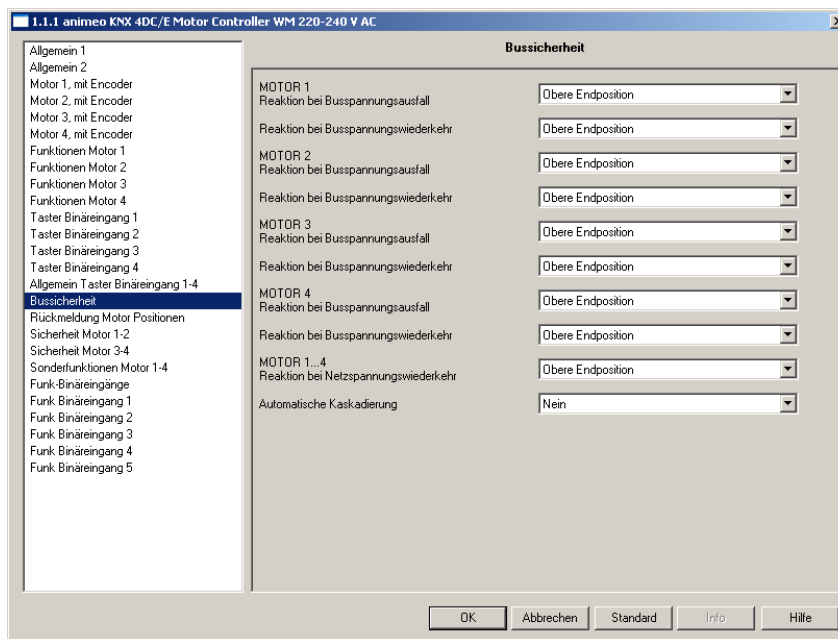 1.1.1 animeo KNX 4DC/E Motor Controller WM 220-240 V AC
Allgemein 1
Allgemein 2
Motor 1, mit Encoder
Motor 2, mit Encoder
Motor 3, mit Encoder
Motor 4, mit Encoder
Funktionen Motor 1
Funktionen Motor 2
Funktionen Motor 3
Funktionen Motor 4
Taster Binäreingang 1
Taster Binäreingang 2
Taster Binäreingang 3
Taster Binäreingang 4
Allgemein Taster Binäreingang 1-4
Bussicherheit
Rückmeldung Motor Positionen
Sicherheit Motor 1-2
Sicherheit Motor 3-4
Sonderfunktionen Motor 1-4
Funk-Binäreingänge
Funk Binäreingang 1
Funk Binäreingang 2
Funk Binäreingang 3
Funk Binäreingang 4
Funk Binäreingang 5
Bussicherheit
MOTOR 1
Reaktion bei Busspannungsausfall Obere Endposition
Reaktion bei Busspannungswiederkehr Obere Endposition
MOTOR 2
Reaktion bei Busspannungsausfall Obere Endposition
Reaktion bei Busspannungswiederkehr Obere Endposition
MOTOR 3
Reaktion bei Busspannungsausfall Obere Endposition
Reaktion bei Busspannungswiederkehr Obere Endposition
MOTOR 4
Reaktion bei Busspannungsausfall Obere Endposition
Reaktion bei Busspannungswiederkehr Obere Endposition
MOTOR 1...4
Reaktion bei Netzspannungswiederkehr Obere Endposition
Automatische Kaskadierung Nein
OK Abbrechen Standard Info Hilfe